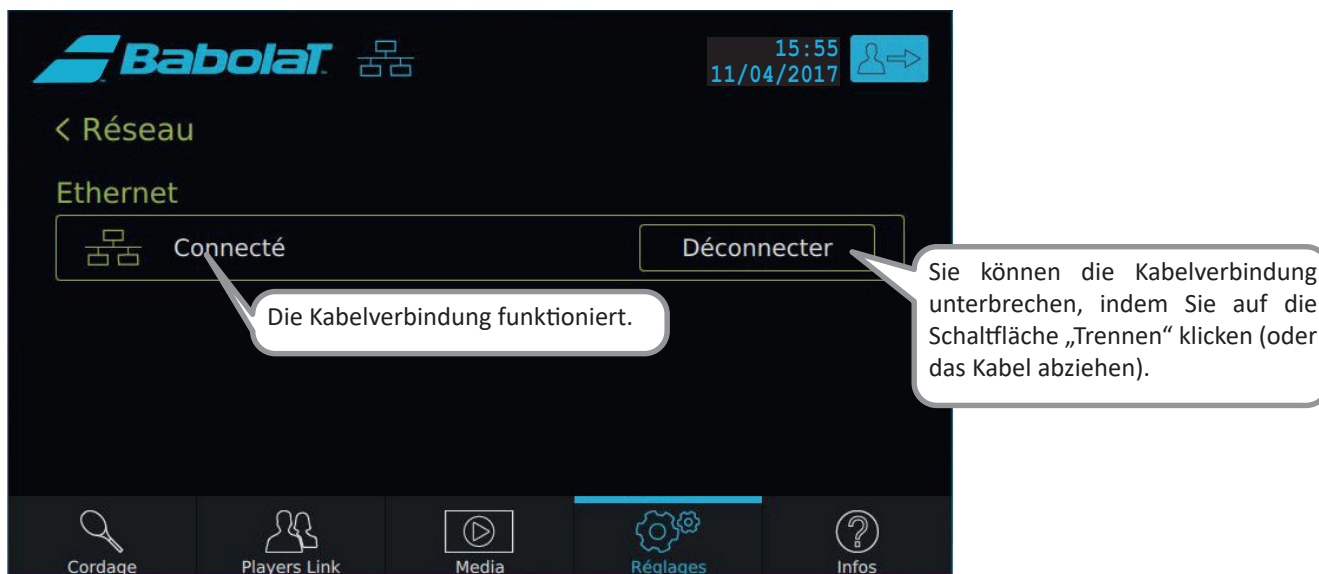 BabolaT
15:55
11/04/2017
< Réseau
Ethernet
Connecté
Déconnecter
Die Kabelverbindung funktioniert.
Sie können die Kabelverbindung
unterbrechen, indem Sie auf die
Schaltfläche „Trennen“ klicken (oder
das Kabel abziehen).
Cordage
Players Link
Media
Réglages
Infos